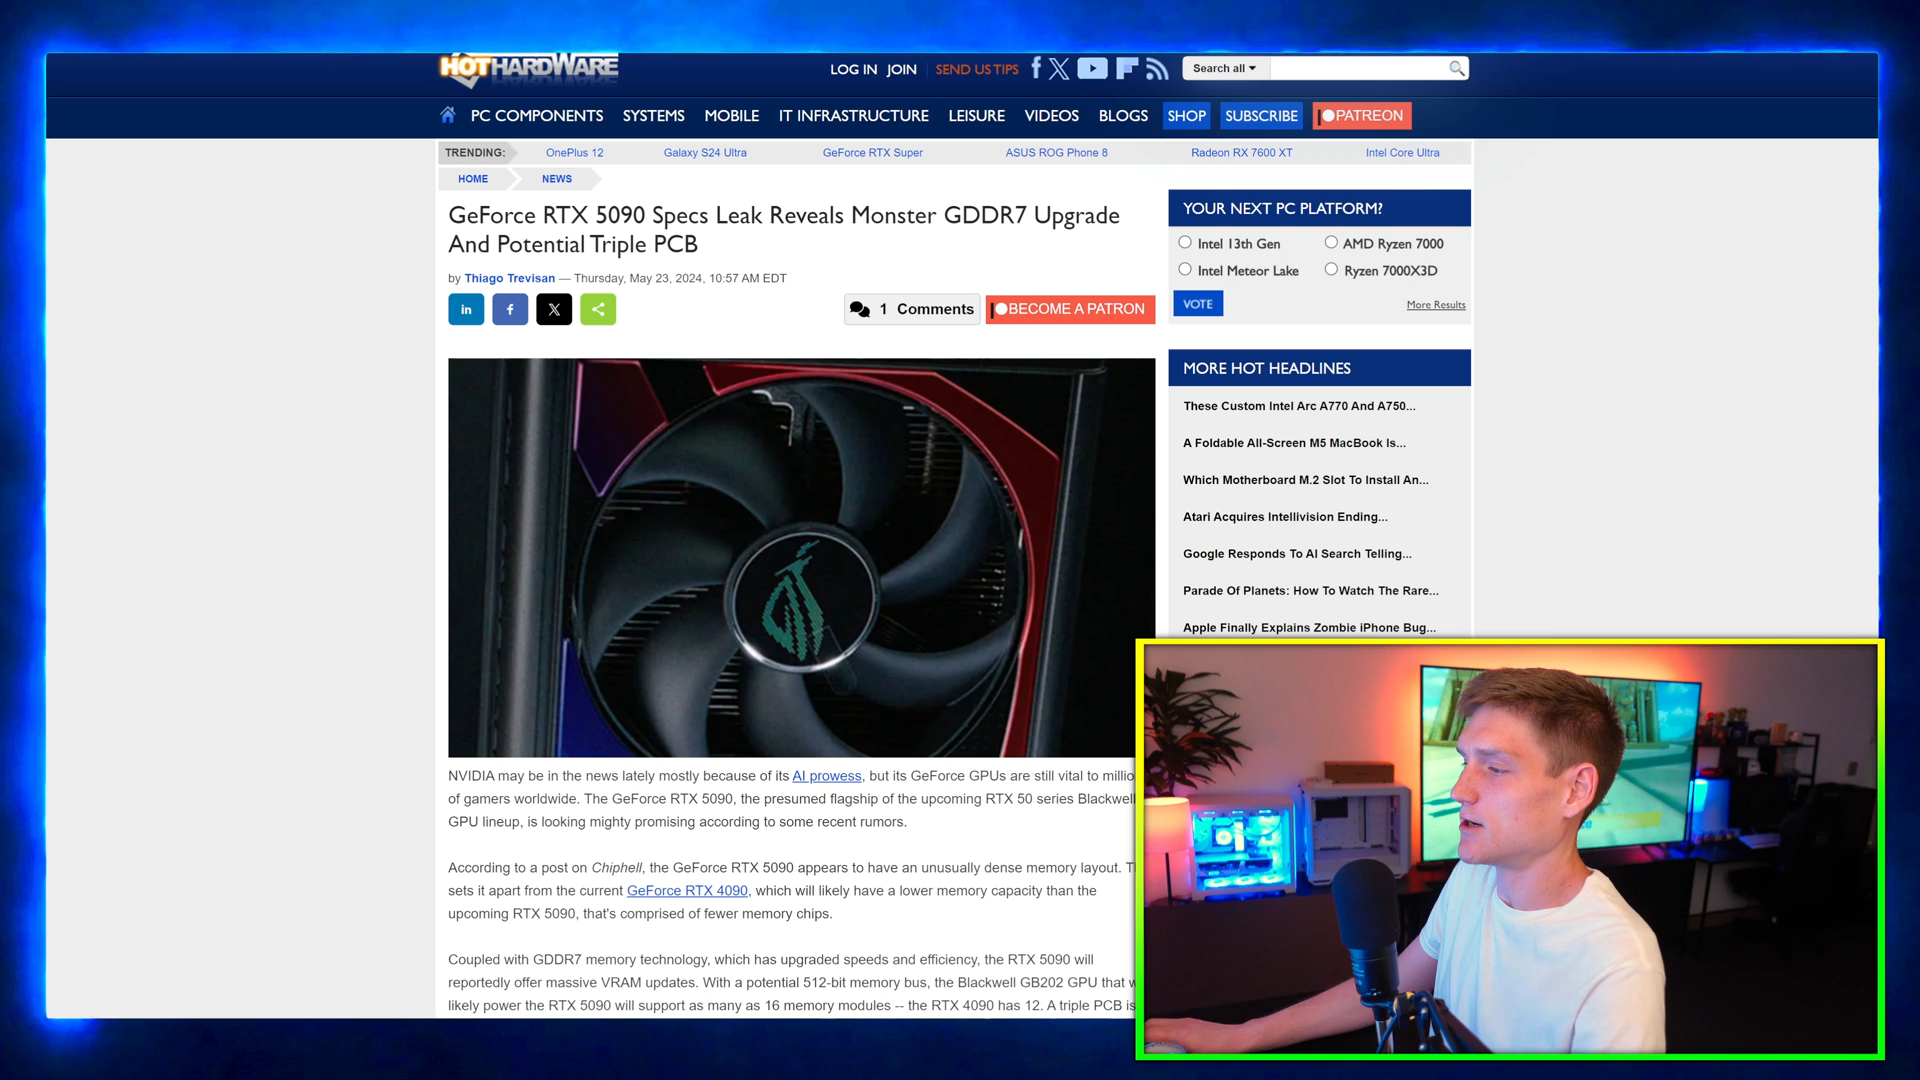 HOTHARDWARE
LOG IN JOIN SEND US TIPS Search all
PC COMPONENTS SYSTEMS MOBILE IT INFRASTRUCTURE LEISURE VIDEOS BLOGS SHOP SUBSCRIBE PATREON
TRENDING: OnePlus 12 Galaxy S24 Ultra GeForce RTX Super ASUS ROG Phone 8 Radeon RX 7600 XT Intel Core Ultra
HOME NEWS
GeForce RTX 5090 Specs Leak Reveals Monster GDDR7 Upgrade
And Potential Triple PCB
by Thiago Trevisan — Thursday, May 23, 2024, 10:57 AM EDT
1 Comments BECOME A PATRON
NVIDIA may be in the news lately mostly because of its AI prowess, but its GeForce GPUs are still vital to millio
of gamers worldwide. The GeForce RTX 5090, the presumed flagship of the upcoming RTX 50 series Blackwell
GPU lineup, is looking mighty promising according to some recent rumors.
According to a post on Chiphell, the GeForce RTX 5090 appears to have an unusually dense memory layout. T
sets it apart from the current GeForce RTX 4090, which will likely have a lower memory capacity than the
upcoming RTX 5090, that's comprised of fewer memory chips.
Coupled with GDDR7 memory technology, which has upgraded speeds and efficiency, the RTX 5090 will
reportedly offer massive VRAM updates. With a potential 512-bit memory bus, the Blackwell GB202 GPU that w
likely power the RTX 5090 will support as many as 16 memory modules -- the RTX 4090 has 12. A triple PCB is
YOUR NEXT PC PLATFORM?
Intel 13th Gen AMD Ryzen 7000
Intel Meteor Lake Ryzen 7000X3D
VOTE More Results
MORE HOT HEADLINES
These Custom Intel Arc A770 And A750...
A Foldable All-Screen M5 MacBook Is...
Which Motherboard M.2 Slot To Install An...
Atari Acquires Intellivision Ending...
Google Responds To AI Search Telling...
Parade Of Planets: How To Watch The Rare...
Apple Finally Explains Zombie iPhone Bug...